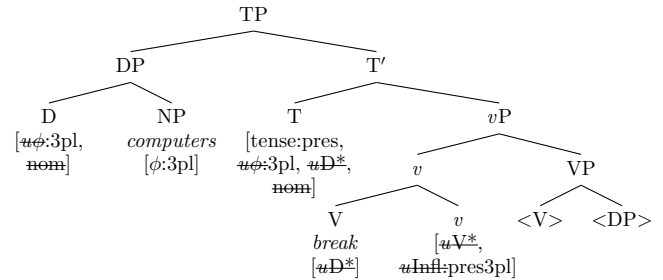 TP
DP T′
D NP T vP
[uϕ:3pl, computers [tense:pres,
nom] [ϕ:3pl] uϕ:3pl, uD*, v VP
nom]
V v <V> <DP>
break [uV*,
[uD*] uInfl:pres3pl]